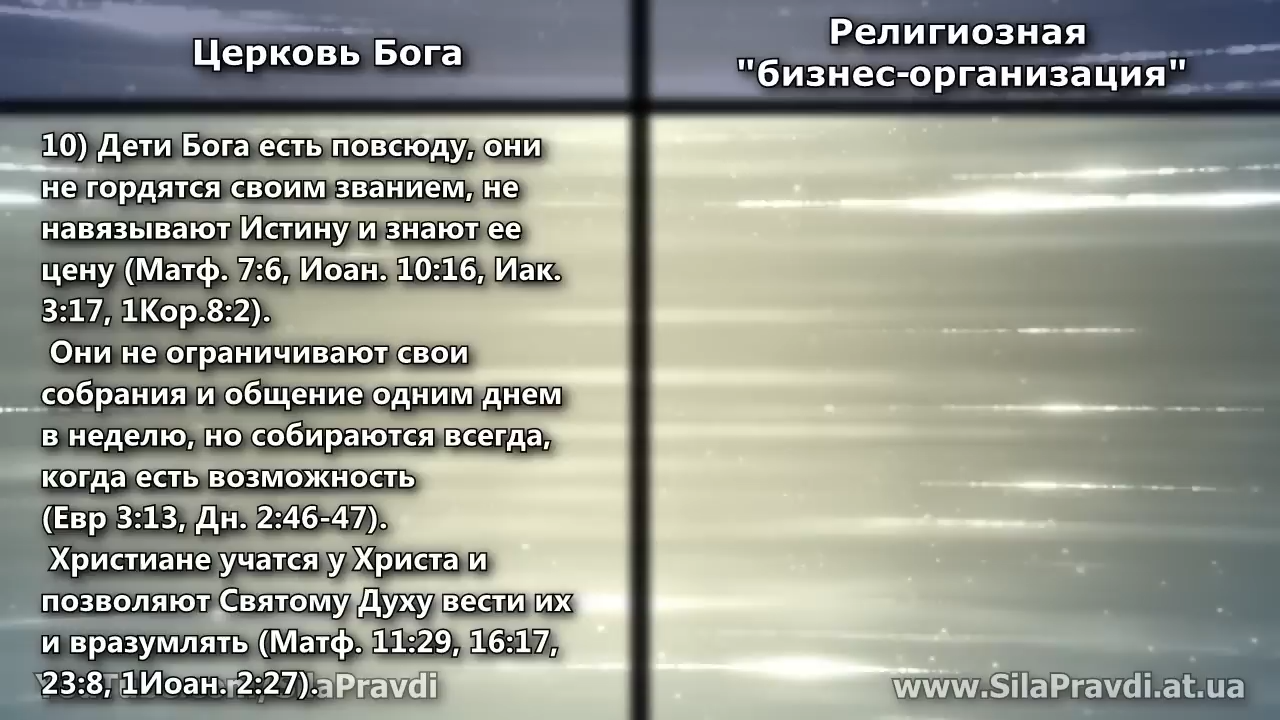 Церковь Бога
Религиозная
"бизнес-организация"
10) Дети Бога есть повсюду, они
не гордятся своим званием, не
навязывают Истину и знают ее
цену (Матф. 7:6, Иоан. 10:16, Иак.
3:17, 1Кор.8:2).
Они не ограничивают свои
собрания и общение одним днем
в неделю, но собираются всегда,
когда есть возможность
(Евр 3:13, Дн. 2:46-47).
Христиане учатся у Христа и
позволяют Святому Духу вести их
и вразумлять (Матф. 11:29, 16:17,
23:8, 1Иоан. 2:27).
www.SilaPravdi.at.ua